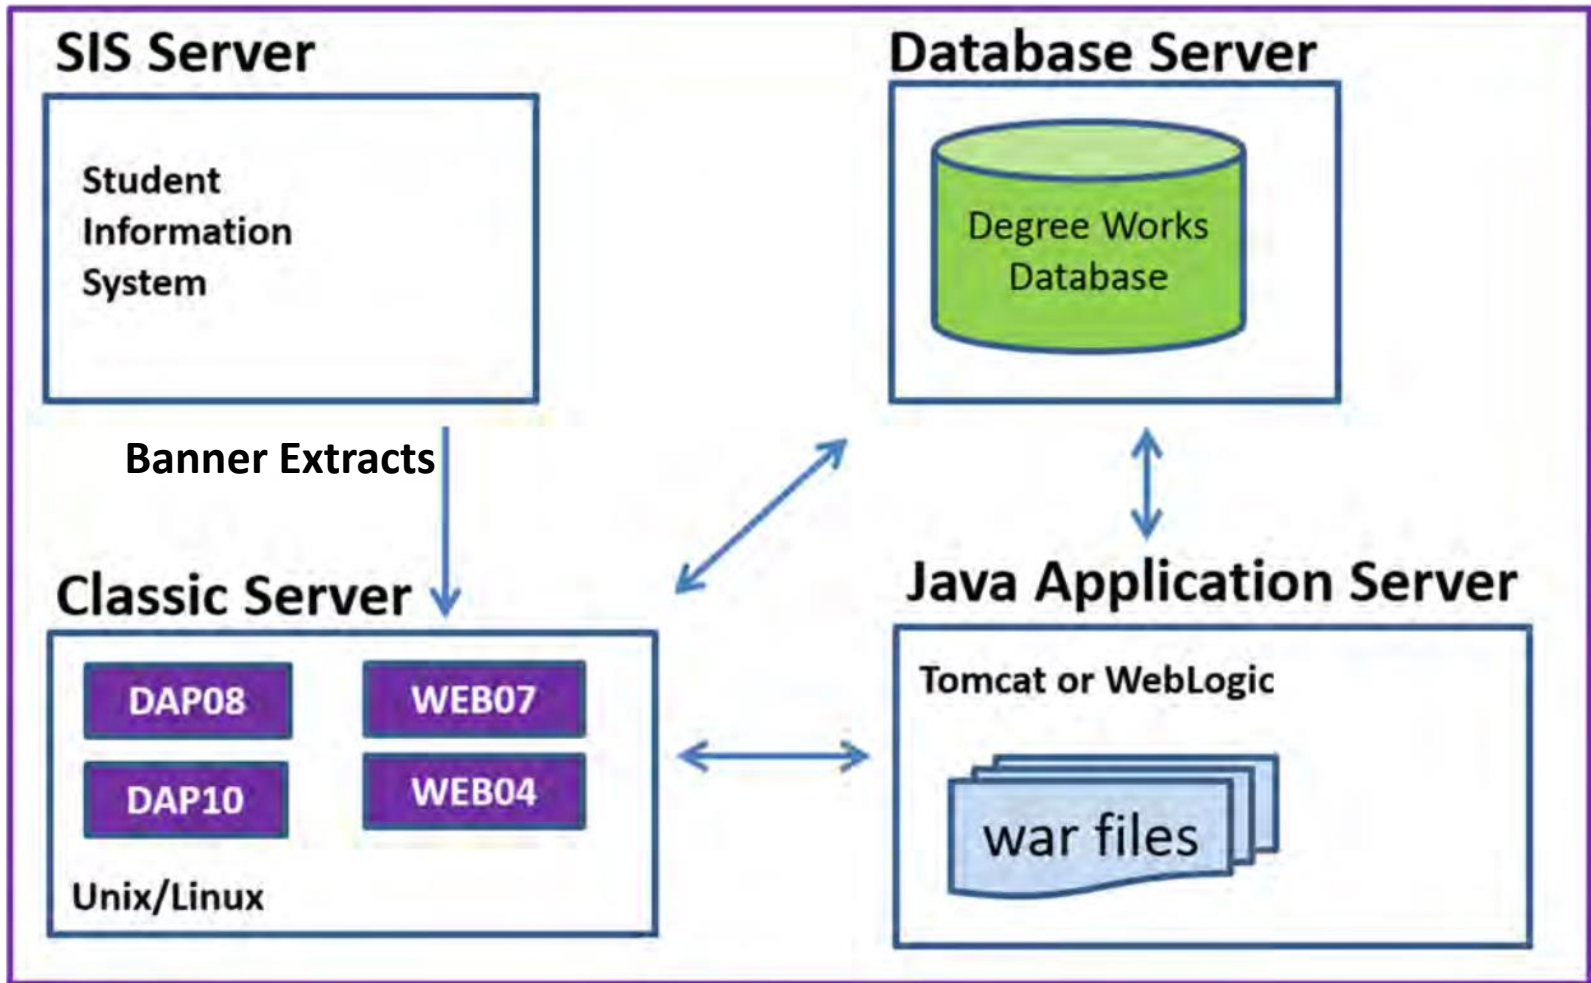 SIS Server
Student
Information
System
Database Server
Degree Works
Database
Banner Extracts
Classic Server
DAP08
WEB07
DAP10
WEB04
Unix/Linux
Java Application Server
Tomcat or WebLogic
war files